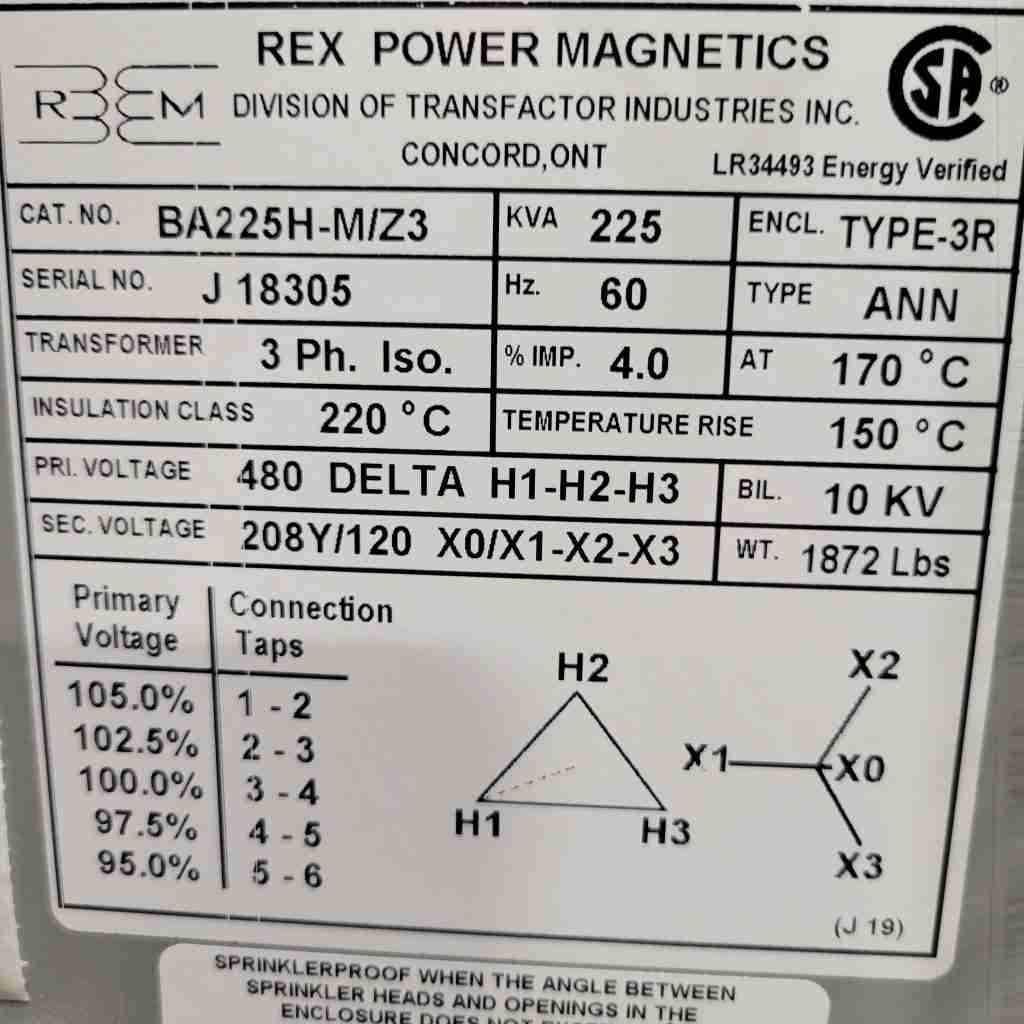 REX POWER MAGNETICS
REM DIVISION OF TRANSFACTOR INDUSTRIES INC.
CONCORD,ONT
SA ®
LR34493 Energy Verified
CAT. NO. BA225H-M/Z3 KVA 225 ENCL. TYPE-3R
SERIAL NO. J 18305 Hz. 60 TYPE ANN
TRANSFORMER 3 Ph. Iso. % IMP. 4.0 AT 170 °C
INSULATION CLASS 220 °C TEMPERATURE RISE 150 °C
PRI. VOLTAGE 480 DELTA H1-H2-H3 BIL. 10 KV
SEC. VOLTAGE 208Y/120 X0/X1-X2-X3 WT. 1872 Lbs
Primary Connection
Voltage Taps
105.0% 1 - 2
102.5% 2 - 3
100.0% 3 - 4
97.5% 4 - 5
95.0% 5 - 6
H2
H1 H3
X2
X1 X0
X3
(J 19)
SPRINKLERPROOF WHEN THE ANGLE BETWEEN
SPRINKLER HEADS AND OPENINGS IN THE
ENCLOSURE DOES NOT